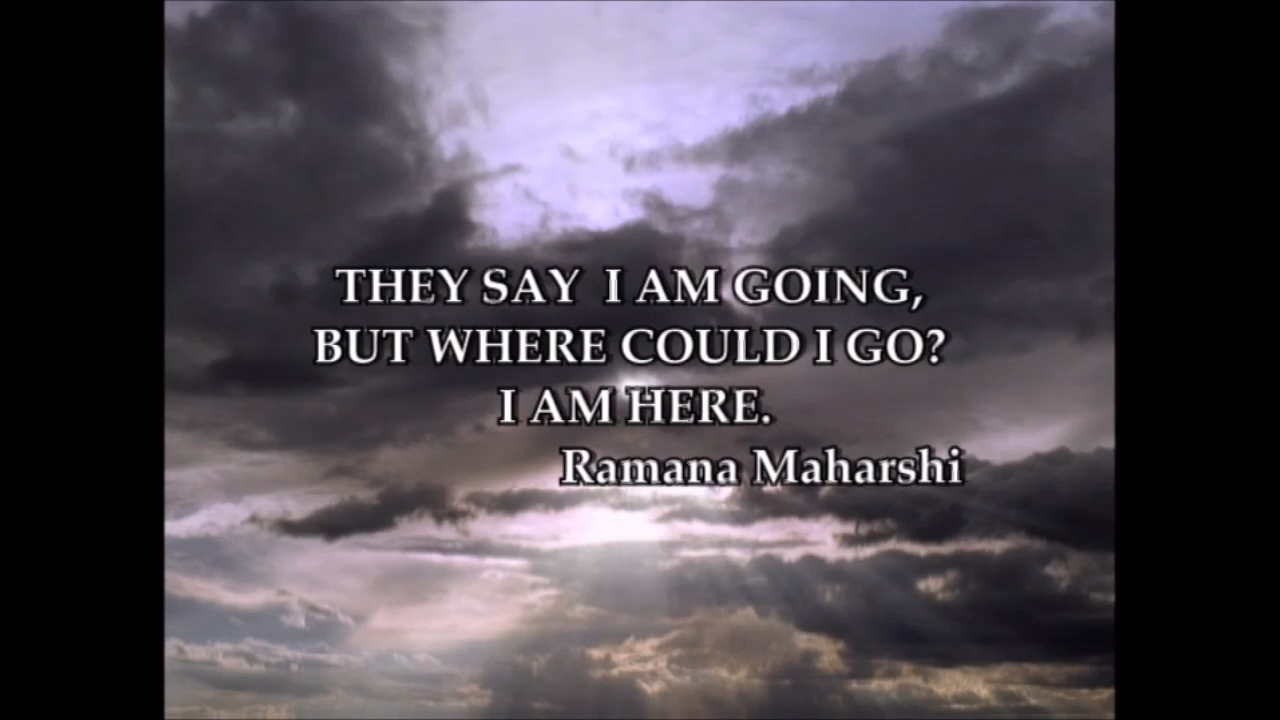 THEY SAY I AM GOING,
BUT WHERE COULD I GO?
I AM HERE.
Ramana Maharshi